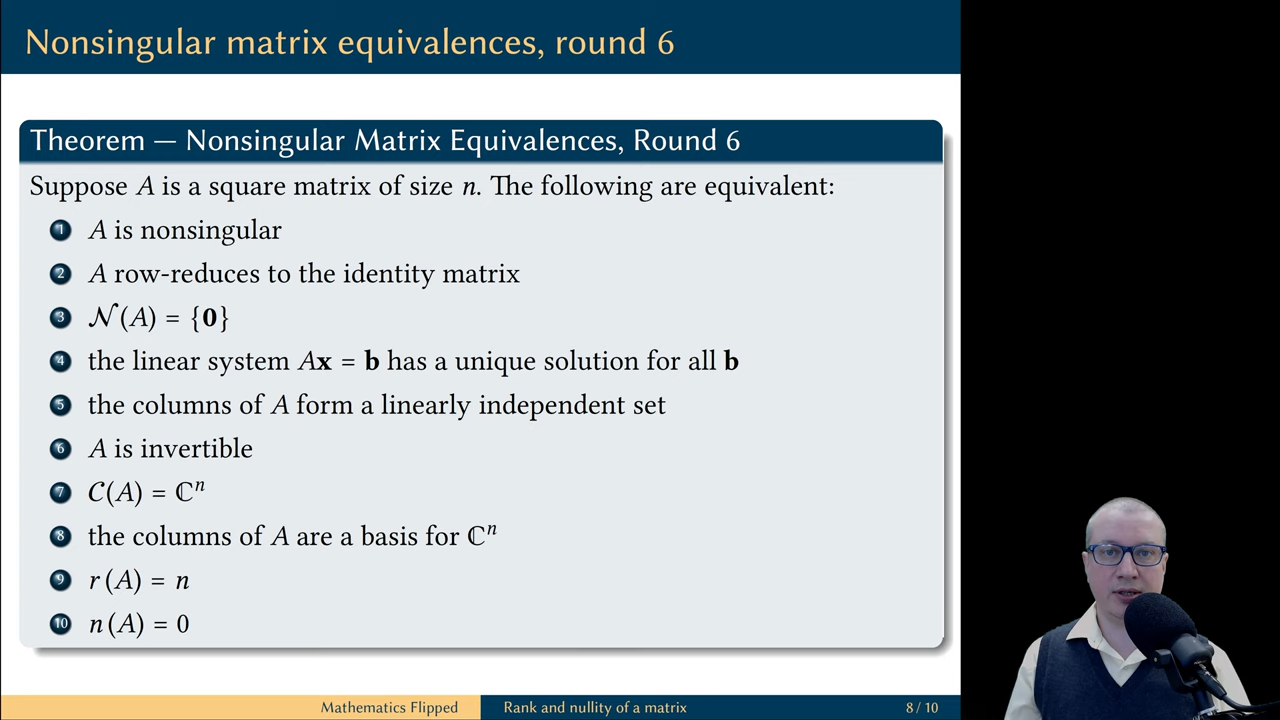 Nonsingular matrix equivalences, round 6
Theorem — Nonsingular Matrix Equivalences, Round 6
Suppose A is a square matrix of size n. The following are equivalent:
1 A is nonsingular
2 A row-reduces to the identity matrix
3 𝒩(A) = {𝟎}
4 the linear system A𝐱 = 𝐛 has a unique solution for all 𝐛
5 the columns of A form a linearly independent set
6 A is invertible
7 𝒞(A) = ℂⁿ
8 the columns of A are a basis for ℂⁿ
9 r(A) = n
10 n(A) = 0
Mathematics Flipped Rank and nullity of a matrix 8 / 10